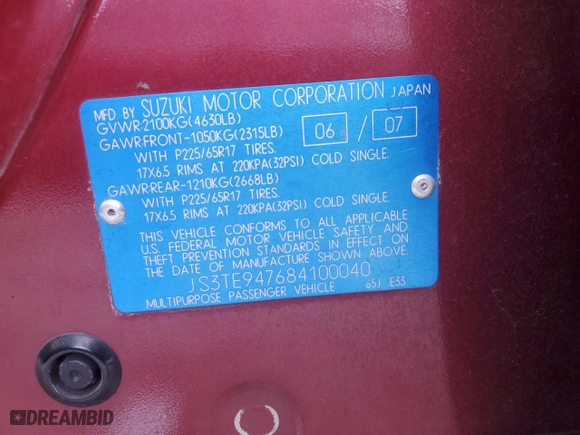 MFD BY SUZUKI MOTOR CORPORATION JAPAN
GVWR:2100KG(4630LB)
GAWR:FRONT-1050KG(2315LB) 06 / 07
WITH P225/65R17 TIRES.
17X6.5 RIMS AT 220KPA(32PSI) COLD SINGLE.
GAWR:REAR-1210KG(2668LB)
WITH P225/65R17 TIRES.
17X6.5 RIMS AT 220KPA(32PSI) COLD SINGLE.
THIS VEHICLE CONFORMS TO ALL APPLICABLE
U.S. FEDERAL MOTOR VEHICLE SAFETY AND
THEFT PREVENTION STANDARDS IN EFFECT ON
THE DATE OF MANUFACTURE SHOWN ABOVE.
JS3TE947684100040
MULTIPURPOSE PASSENGER VEHICLE 65J E33
DREAMBID